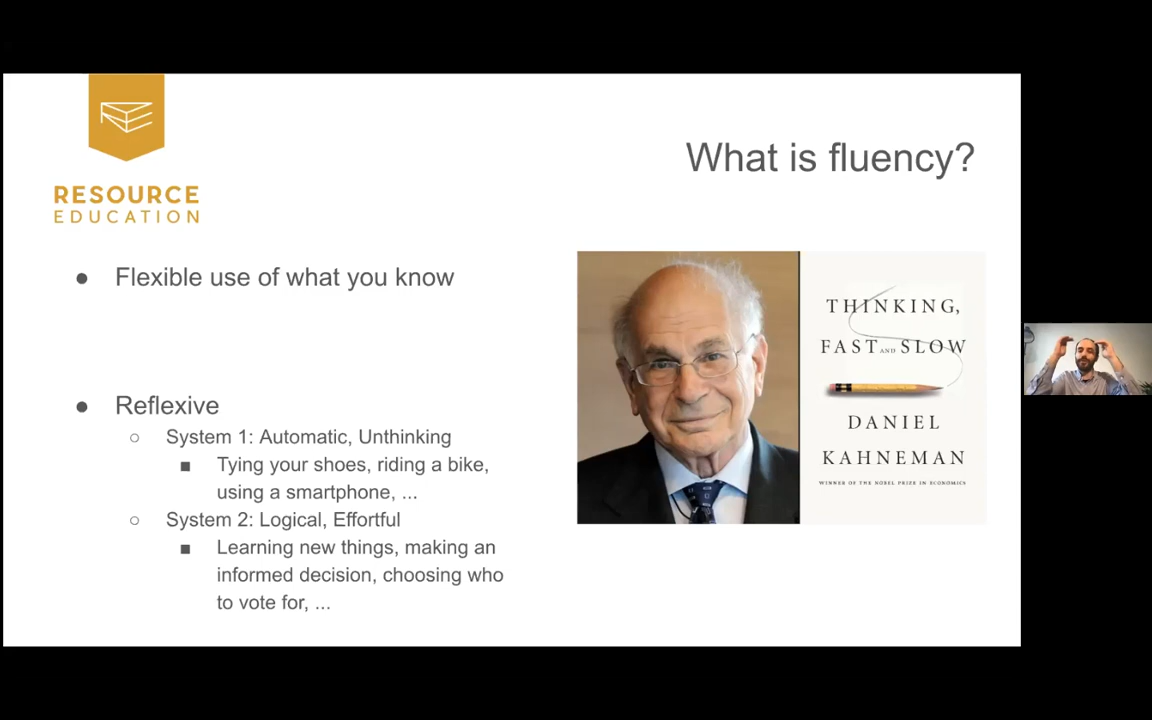 RESOURCE
EDUCATION
What is fluency?
● Flexible use of what you know
● Reflexive
○ System 1: Automatic, Unthinking
■ Tying your shoes, riding a bike,
using a smartphone, ...
○ System 2: Logical, Effortful
■ Learning new things, making an
informed decision, choosing who
to vote for, ...
THINKING,
FAST AND SLOW
DANIEL
KAHNEMAN
WINNER OF THE NOBEL PRIZE IN ECONOMICS